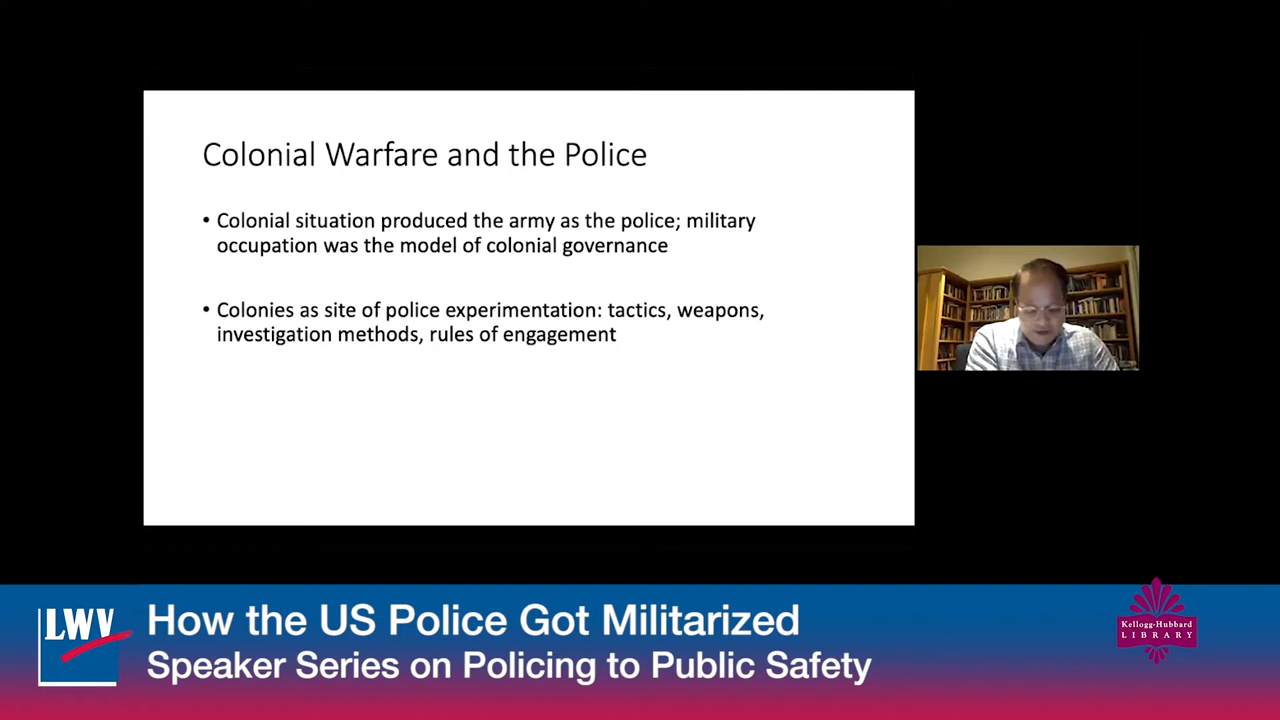 Colonial Warfare and the Police
• Colonial situation produced the army as the police; military
occupation was the model of colonial governance
• Colonies as site of police experimentation: tactics, weapons,
investigation methods, rules of engagement
LWV
How the US Police Got Militarized
Speaker Series on Policing to Public Safety
Kellogg-Hubbard
LIBRARY